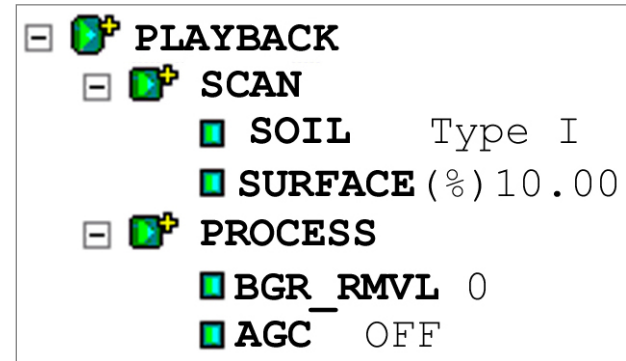 PLAYBACK
SCAN
SOIL Type I
SURFACE(%)10.00
PROCESS
BGR_RMVL 0
AGC OFF